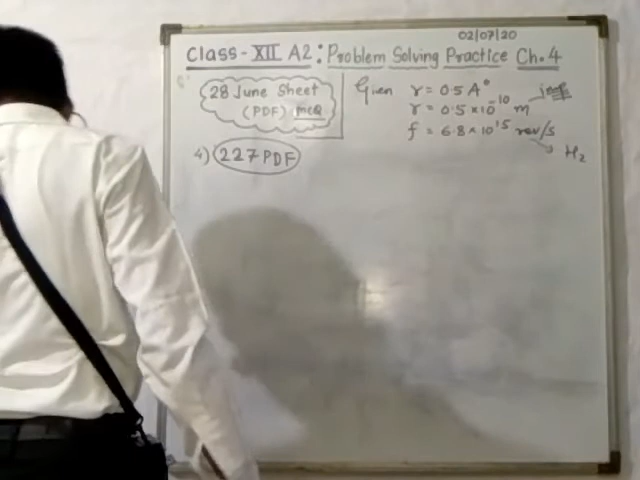 02/07/20
Class - XII A2 : Problem Solving Practice Ch. 4
28 June Sheet
(PDF) mcq
4) 227 PDF
Given r = 0.5 A°
r = 0.5 × 10⁻¹⁰ m
f = 6.8 × 10¹⁵ rev/s
H₂